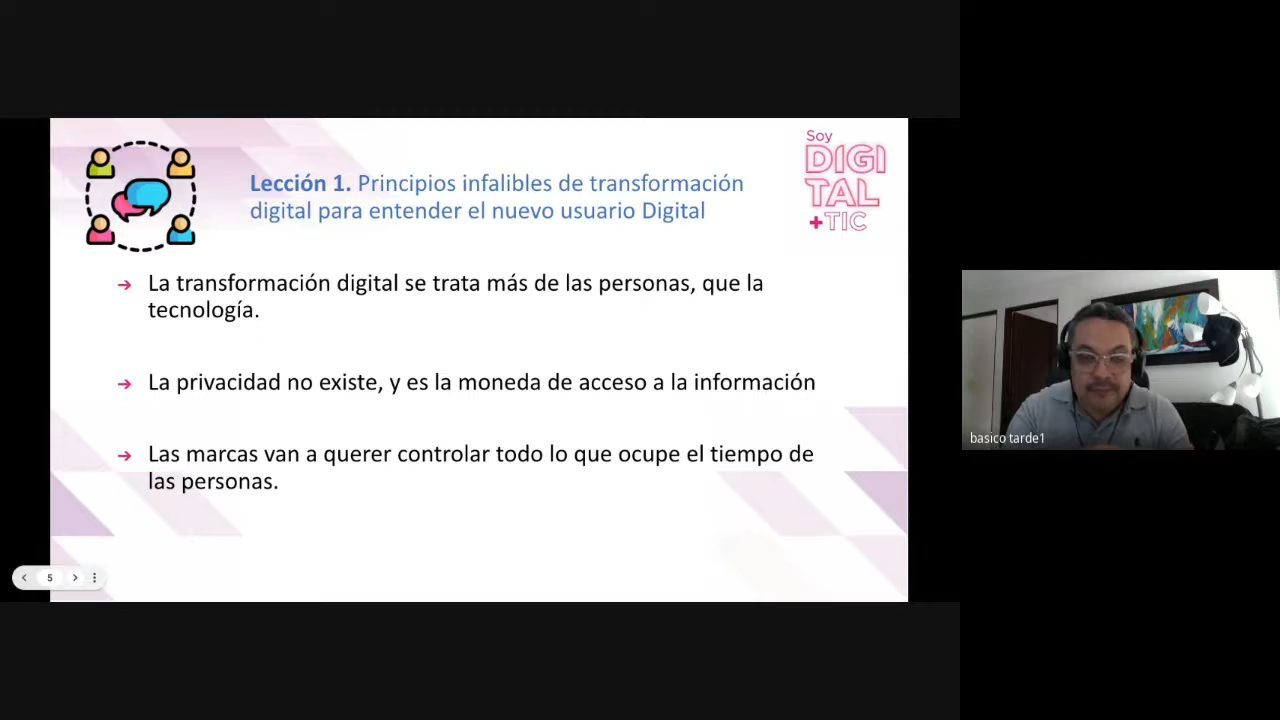 Soy
DIGI
TAL
+TIC
Lección 1. Principios infalibles de transformación
digital para entender el nuevo usuario Digital
→ La transformación digital se trata más de las personas, que la
tecnología.
→ La privacidad no existe, y es la moneda de acceso a la información
→ Las marcas van a querer controlar todo lo que ocupe el tiempo de
las personas.
5
basico tarde1